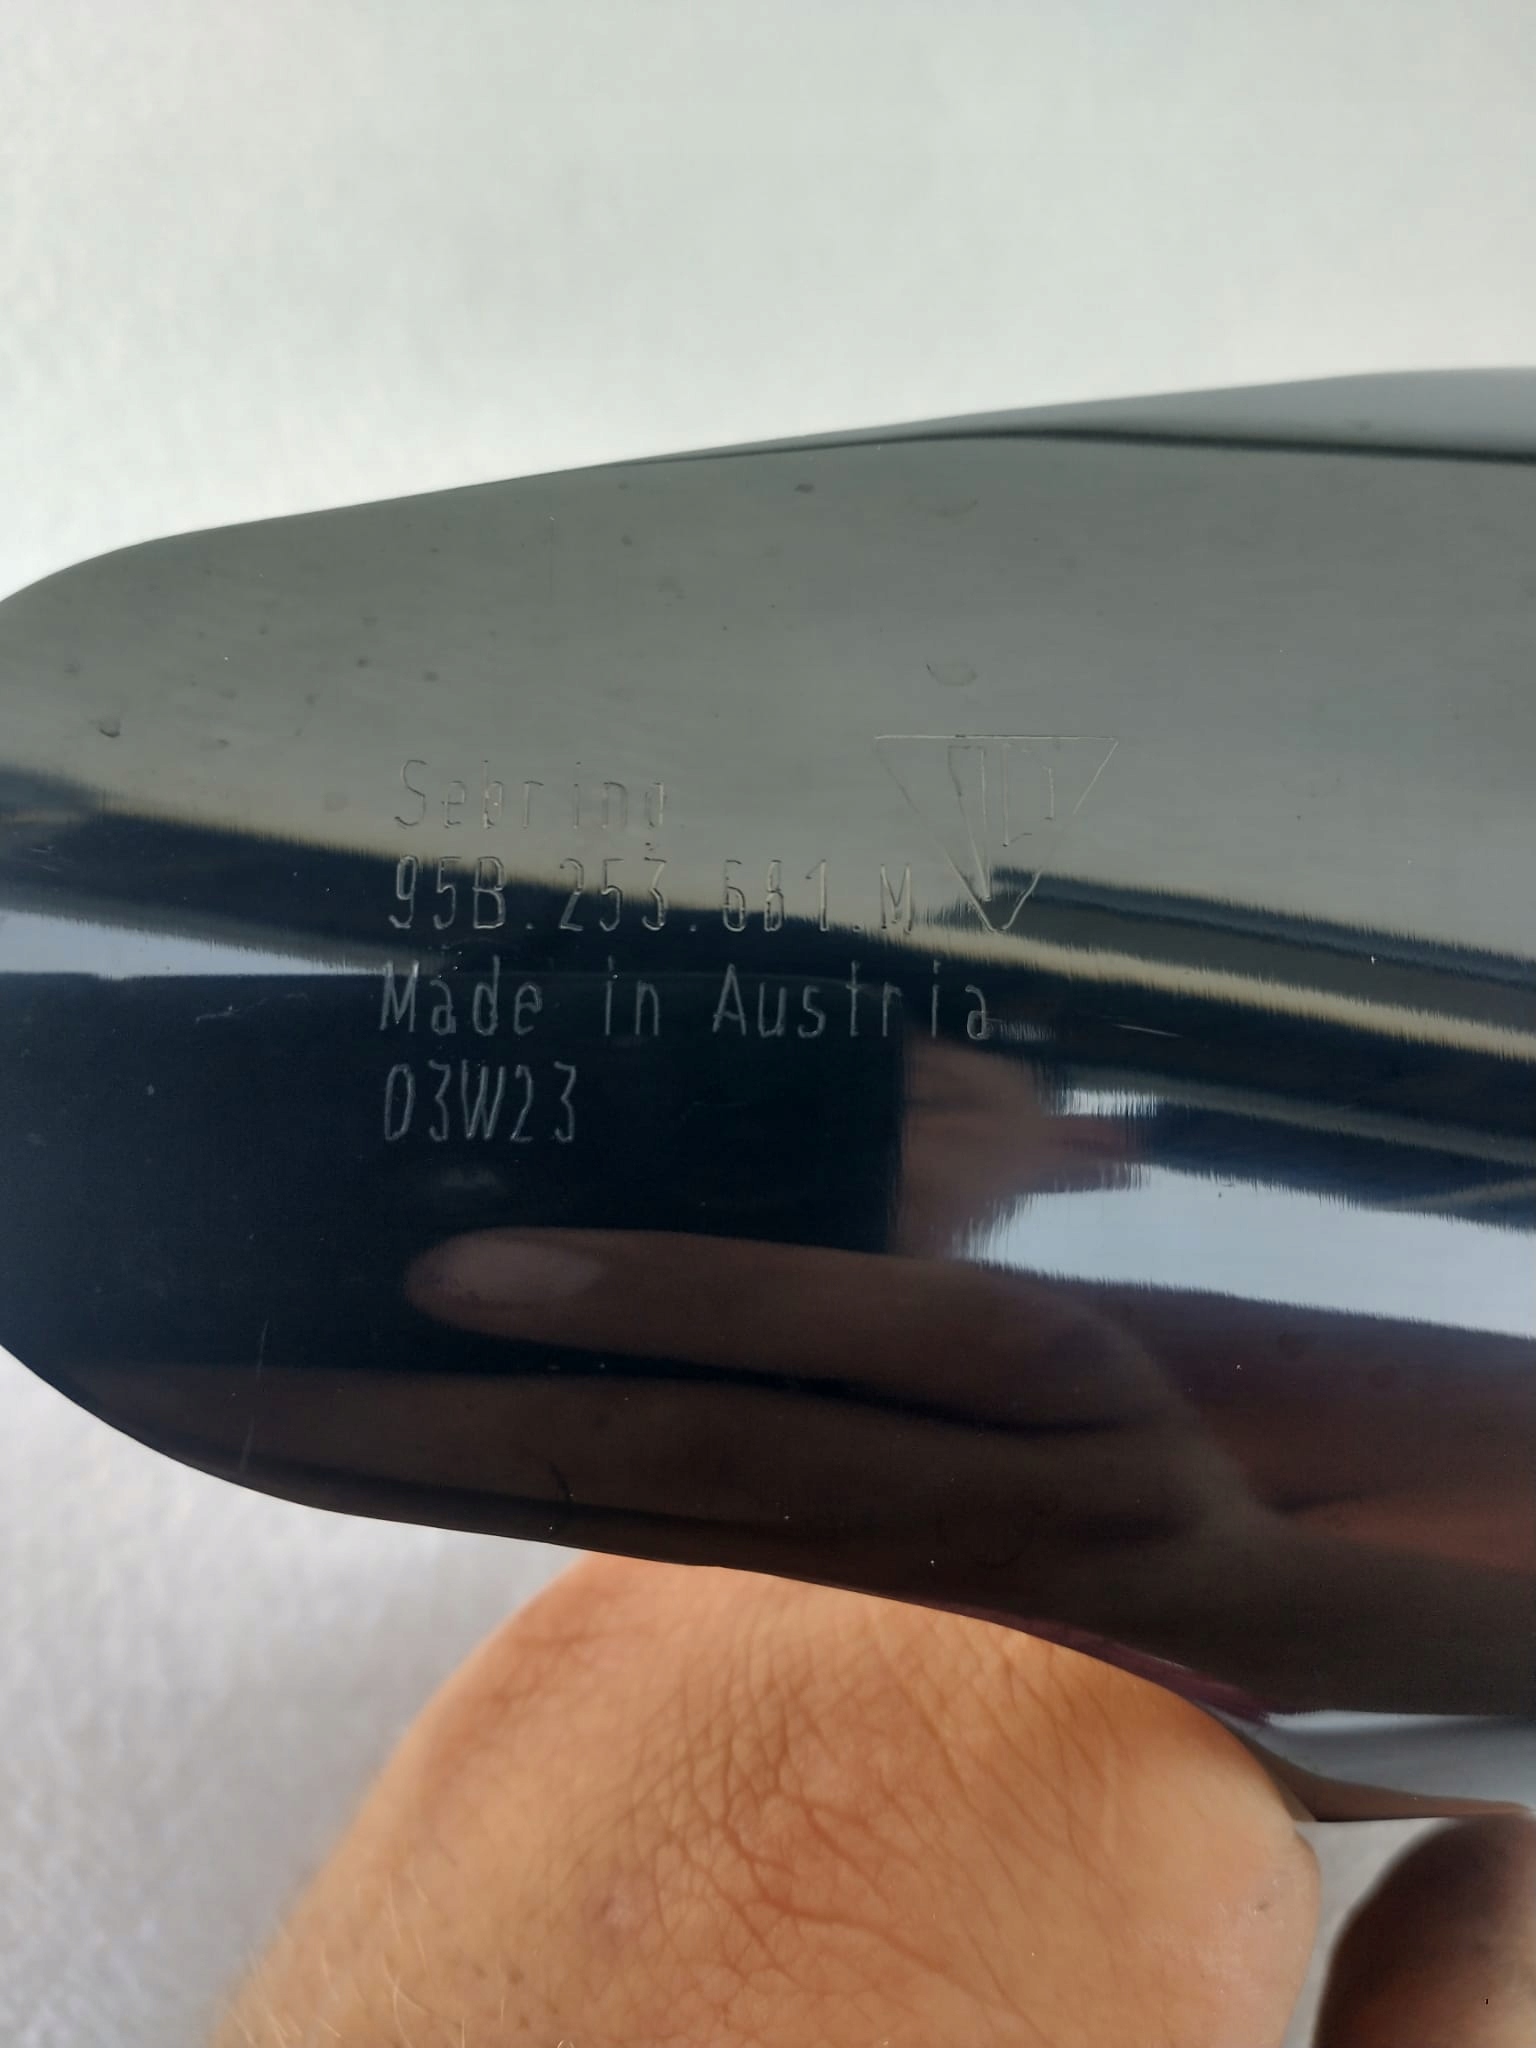 Sebring
95B.253.681.M
Made in Austria
03W23